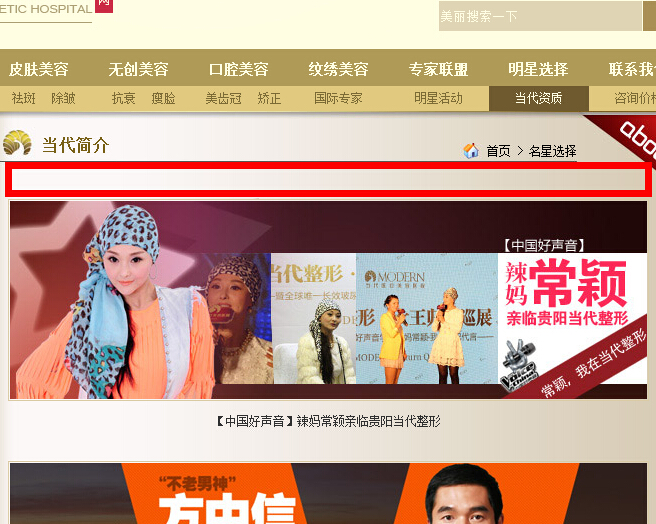 ETIC HOSPITAL
网
美丽搜索一下
皮肤美容 无创美容 口腔美容 纹绣美容 专家联盟 明星选择 联系我
祛斑 除皱 抗衰 瘦脸 美齿冠 矫正 国际专家 明星活动 当代资质 咨询价
当代简介
首页 > 名星选择
abo
【中国好声音】
辣妈常颖
亲临贵阳当代整形
常颖，我在当代整形
当代整形
MODERN
【中国好声音】辣妈常颖亲临贵阳当代整形
“不老男神”
方中信